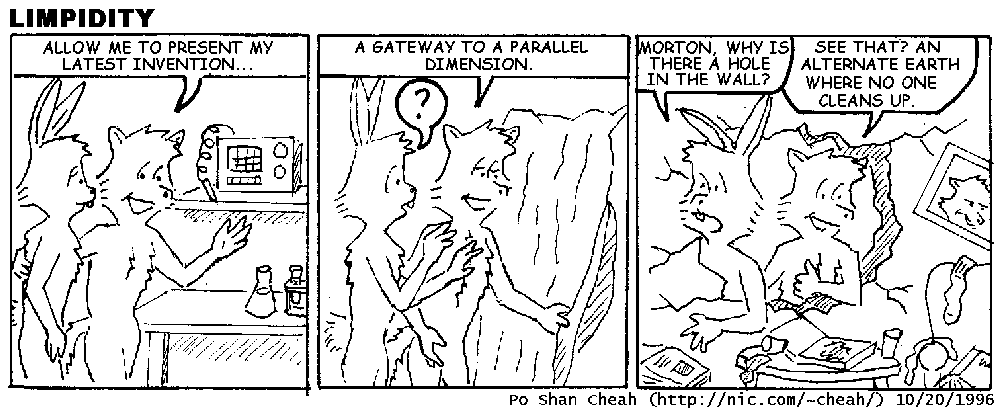 LIMPIDITY
ALLOW ME TO PRESENT MY
LATEST INVENTION...
A GATEWAY TO A PARALLEL
DIMENSION.
?
MORTON, WHY IS
THERE A HOLE
IN THE WALL?
SEE THAT? AN
ALTERNATE EARTH
WHERE NO ONE
CLEANS UP.
Po Shan Cheah (http://nic.com/~cheah/) 10/20/1996